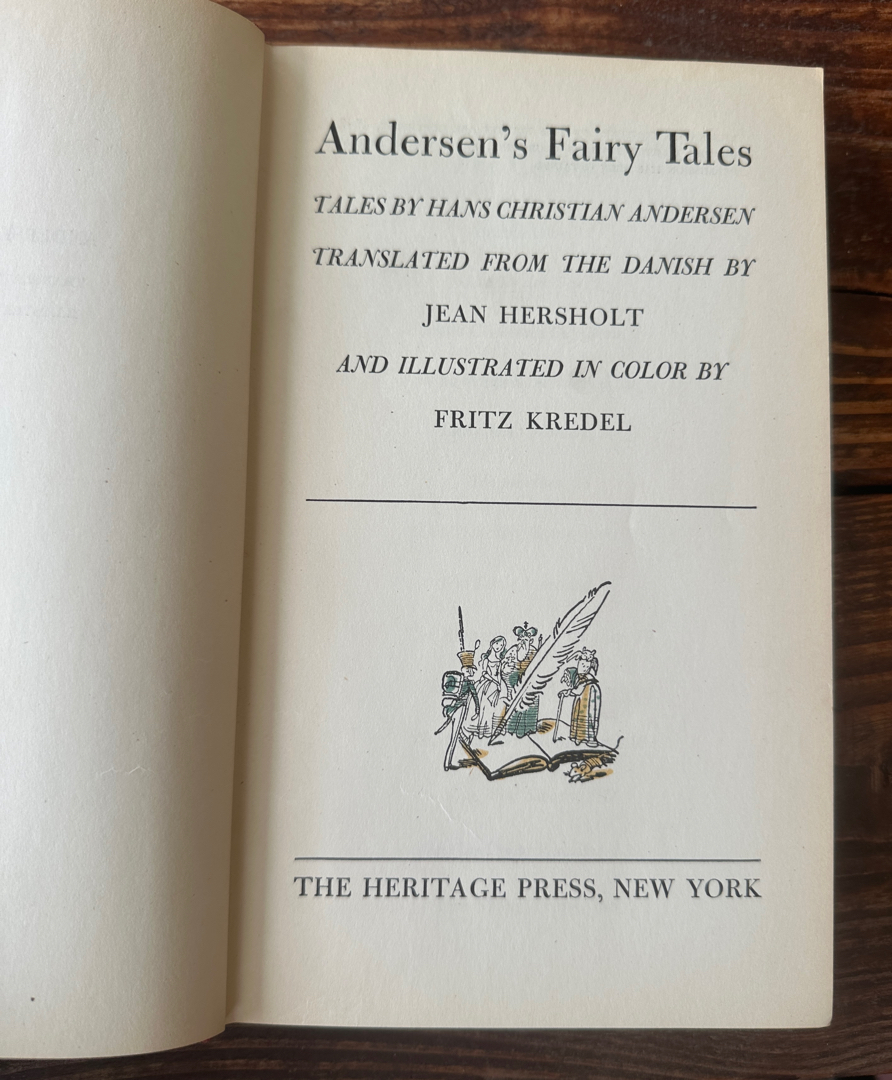 Andersen's Fairy Tales
TALES BY HANS CHRISTIAN ANDERSEN
TRANSLATED FROM THE DANISH BY
JEAN HERSHOLT
AND ILLUSTRATED IN COLOR BY
FRITZ KREDEL
THE HERITAGE PRESS, NEW YORK